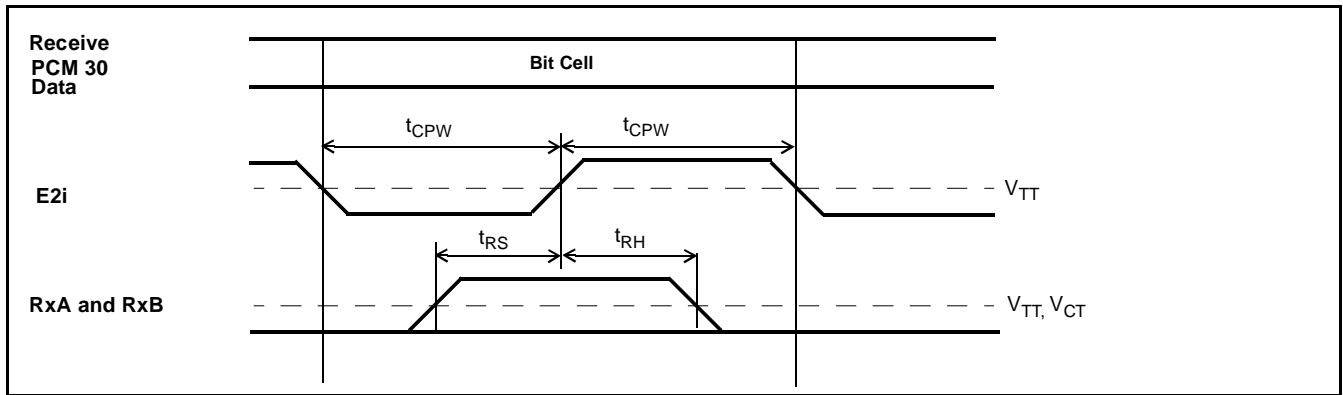 Receive
PCM 30
Data
Bit Cell
tCPW
tCPW
E2i
VTT
tRS
tRH
RxA and RxB
VTT, VCT